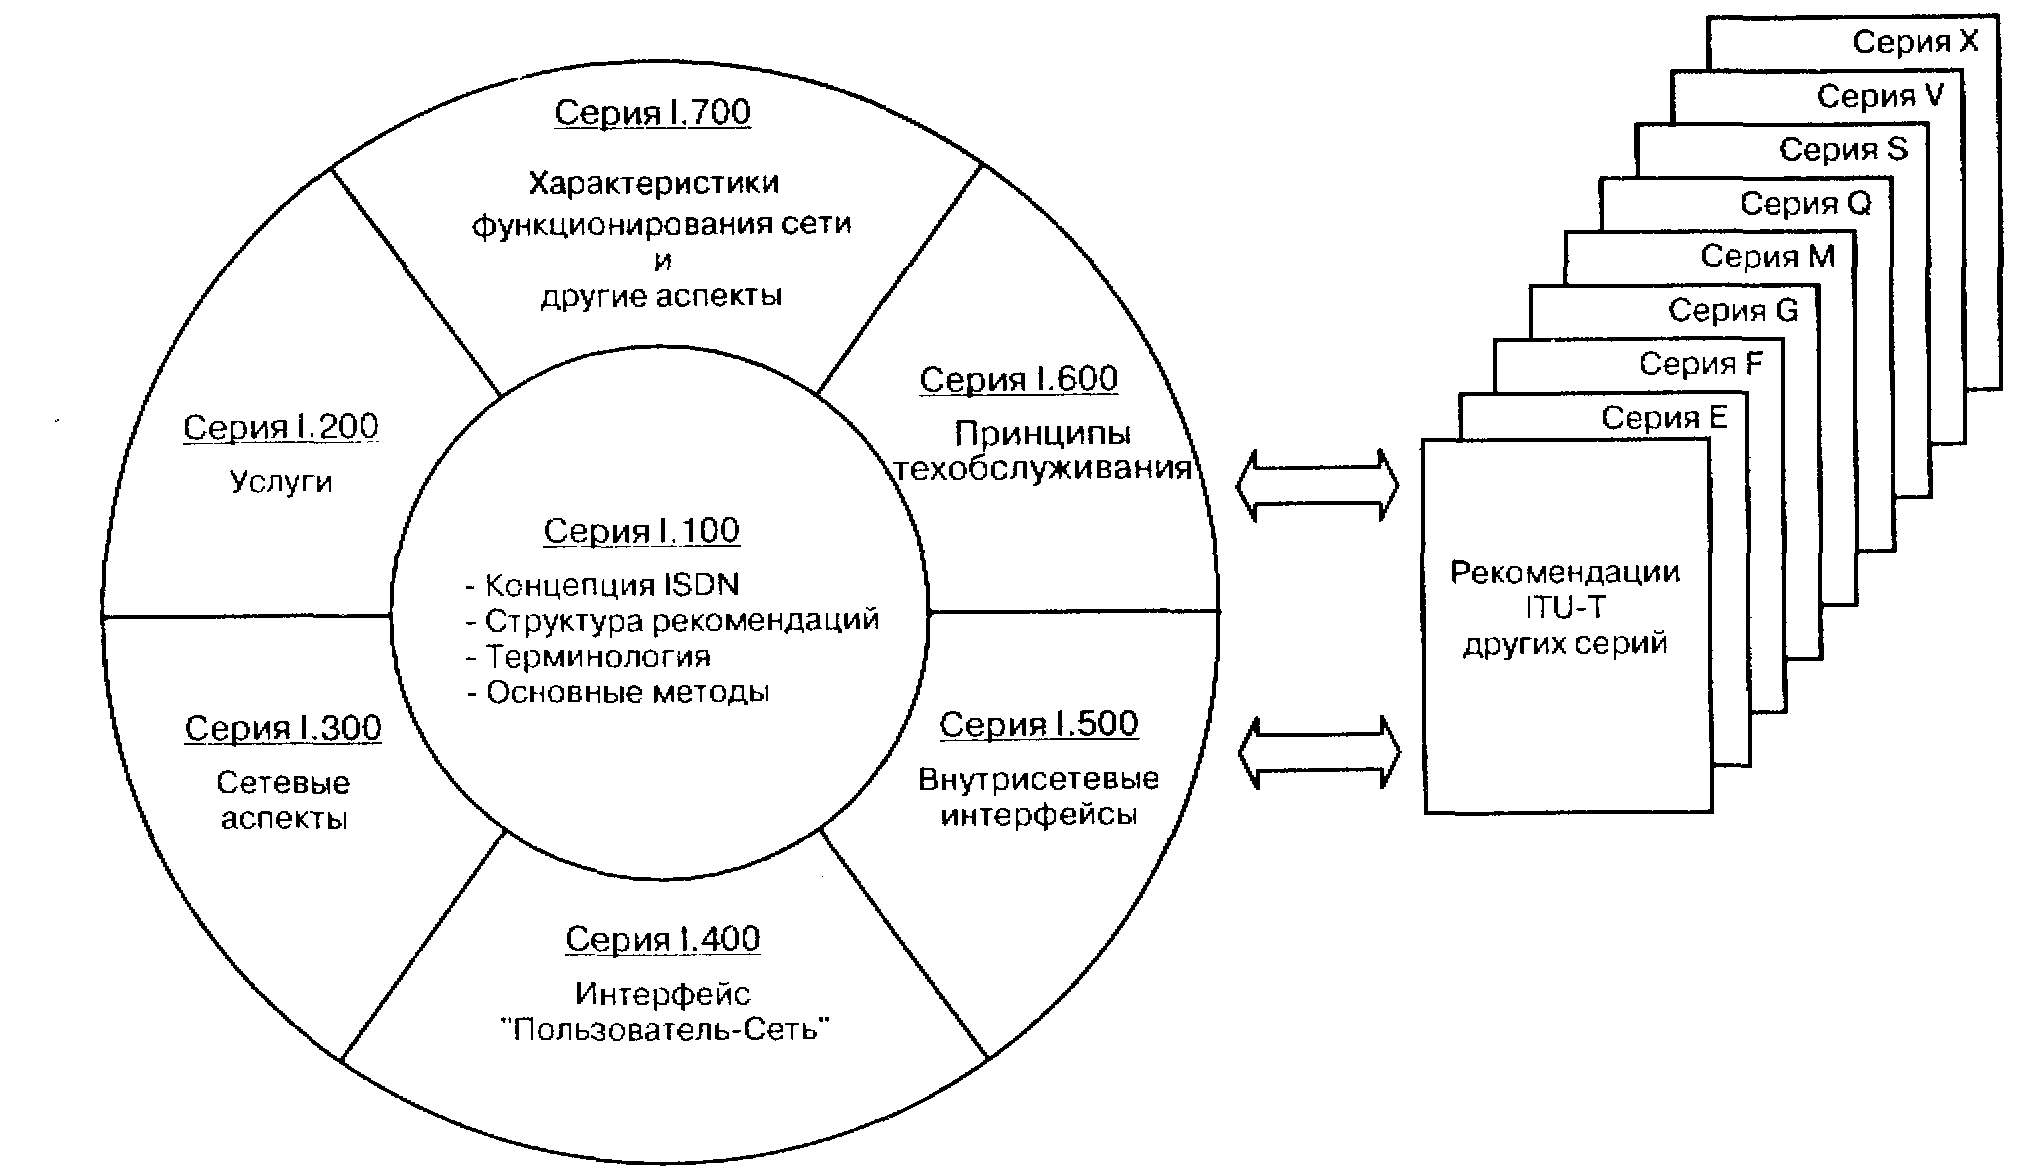 Серия I.700
Характеристики
функционирования сети
и
другие аспекты
Серия I.200
Услуги
Серия I.600
Принципы
техобслуживания
Серия I.100
- Концепция ISDN
- Структура рекомендаций
- Терминология
- Основные методы
Серия I.300
Сетевые
аспекты
Серия I.500
Внутрисетевые
интерфейсы
Серия I.400
Интерфейс
"Пользователь-Сеть"
Серия X
Серия V
Серия S
Серия Q
Серия M
Серия G
Серия F
Серия E
Рекомендации
ITU-T
других серий